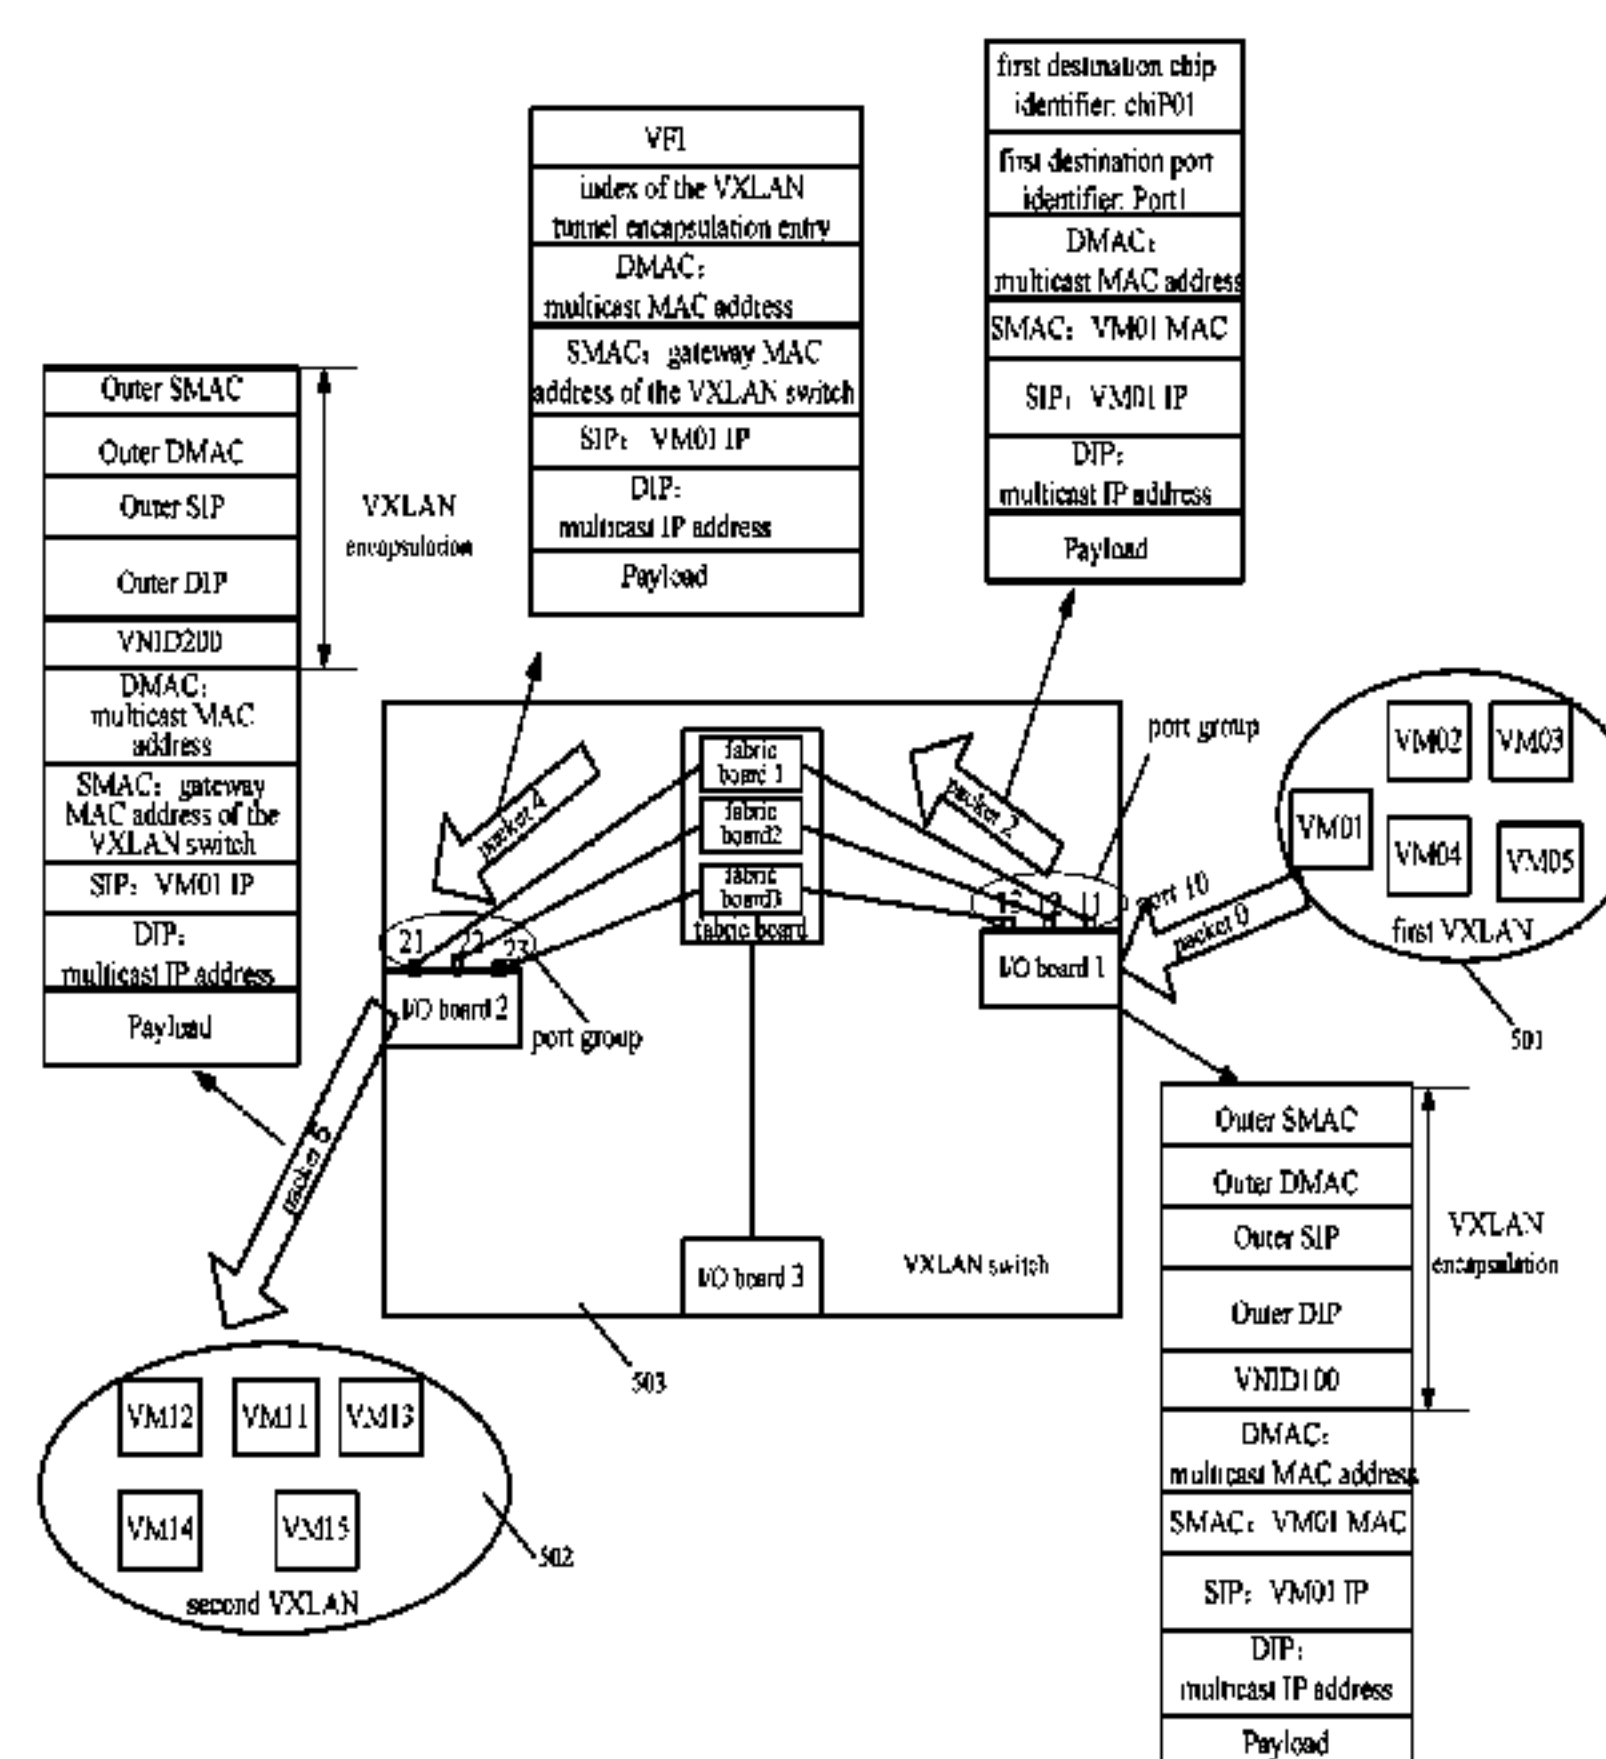 first destination chip
identifier: chiP01
first destination port
identifier: Port1
DMAC:
multicast MAC address
SMAC: VM01 MAC
SIP: VM01 IP
DIP:
multicast IP address
Payload
VFI
index of the VXLAN
tunnel encapsulation entry
DMAC:
multicast MAC address
SMAC: gateway MAC
address of the VXLAN switch
SIP: VM01 IP
DIP:
multicast IP address
Payload
Outer SMAC
Outer DMAC
Outer SIP
Outer DIP
VNID200
DMAC:
multicast MAC
address
SMAC: gateway
MAC address of the
VXLAN switch
SIP: VM01 IP
DIP:
multicast IP address
Payload
VXLAN
encapsulation
packet 4
fabric
board 1
fabric
board2
fabric
board3
fabric board
packet 2
port group
VM02
VM03
VM01
VM04
VM05
first VXLAN
501
port 10
packet 0
11
I/O board 1
21
22
23
I/O board 2
port group
packet 6
I/O board 3
VXLAN switch
503
VM12
VM11
VM13
VM14
VM15
second VXLAN
502
Outer SMAC
Outer DMAC
Outer SIP
Outer DIP
VNID100
VXLAN
encapsulation
DMAC:
multicast MAC address
SMAC: VM01 MAC
SIP: VM01 IP
DIP:
multicast IP address
Payload